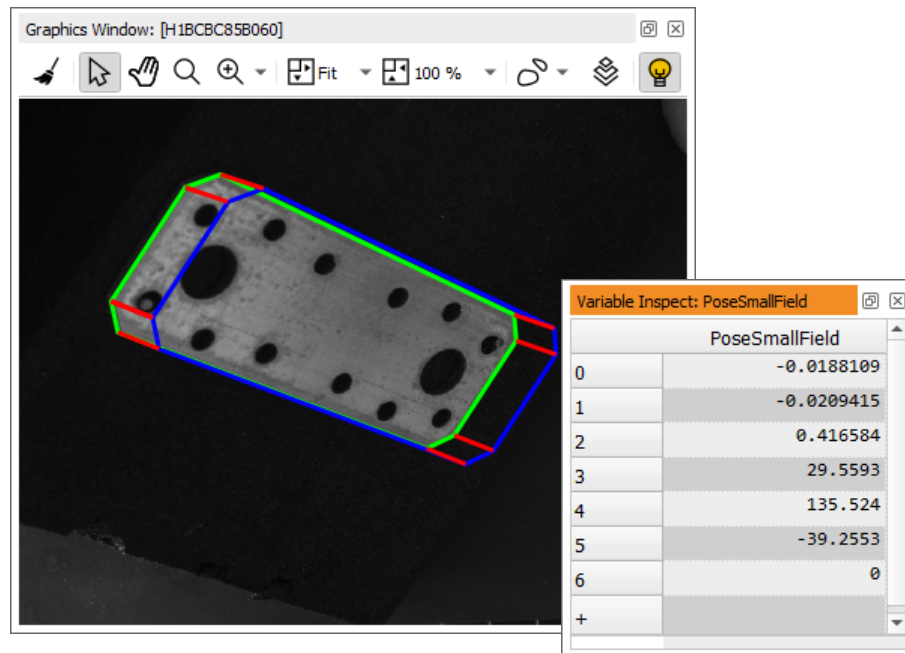 Graphics Window: [H1BCBC85B060]
Fit 100 %
Variable Inspect: PoseSmallField
PoseSmallField
0 -0.0188109
1 -0.0209415
2 0.416584
3 29.5593
4 135.524
5 -39.2553
6 0
+